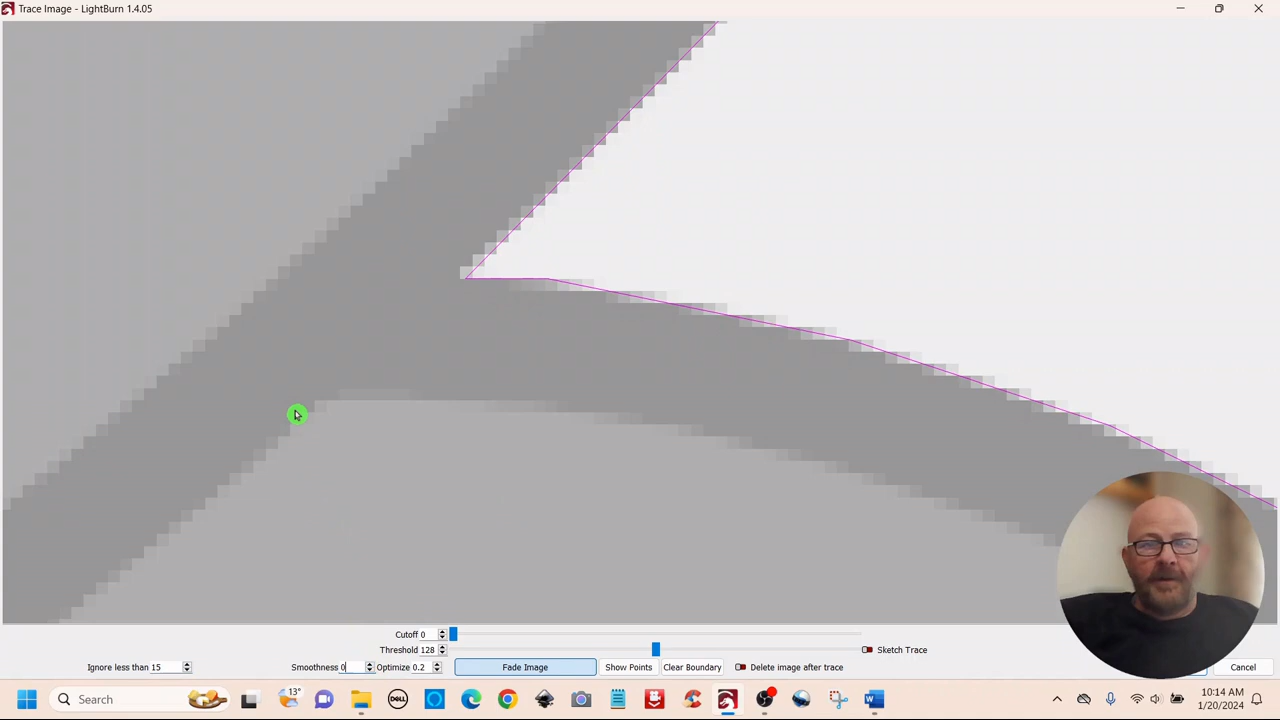 Trace Image - LightBurn 1.4.05
Cutoff 0
Threshold 128
Sketch Trace
Ignore less than 15
Smoothness 0
Optimize 0.2
Fade Image
Show Points
Clear Boundary
Delete image after trace
Cancel
Search
13°
DELL
W
10:14 AM
1/20/2024